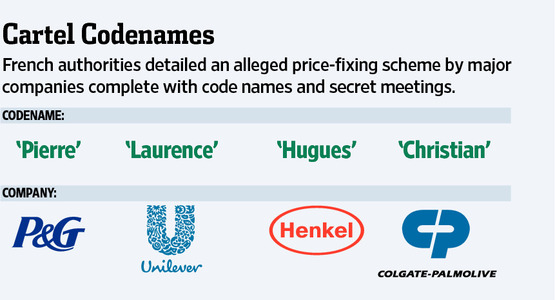 Cartel Codenames
French authorities detailed an alleged price-fixing scheme by major
companies complete with code names and secret meetings.
CODENAME:
‘Pierre’ ‘Laurence’ ‘Hugues’ ‘Christian’
COMPANY:
P&G Unilever Henkel COLGATE-PALMOLIVE